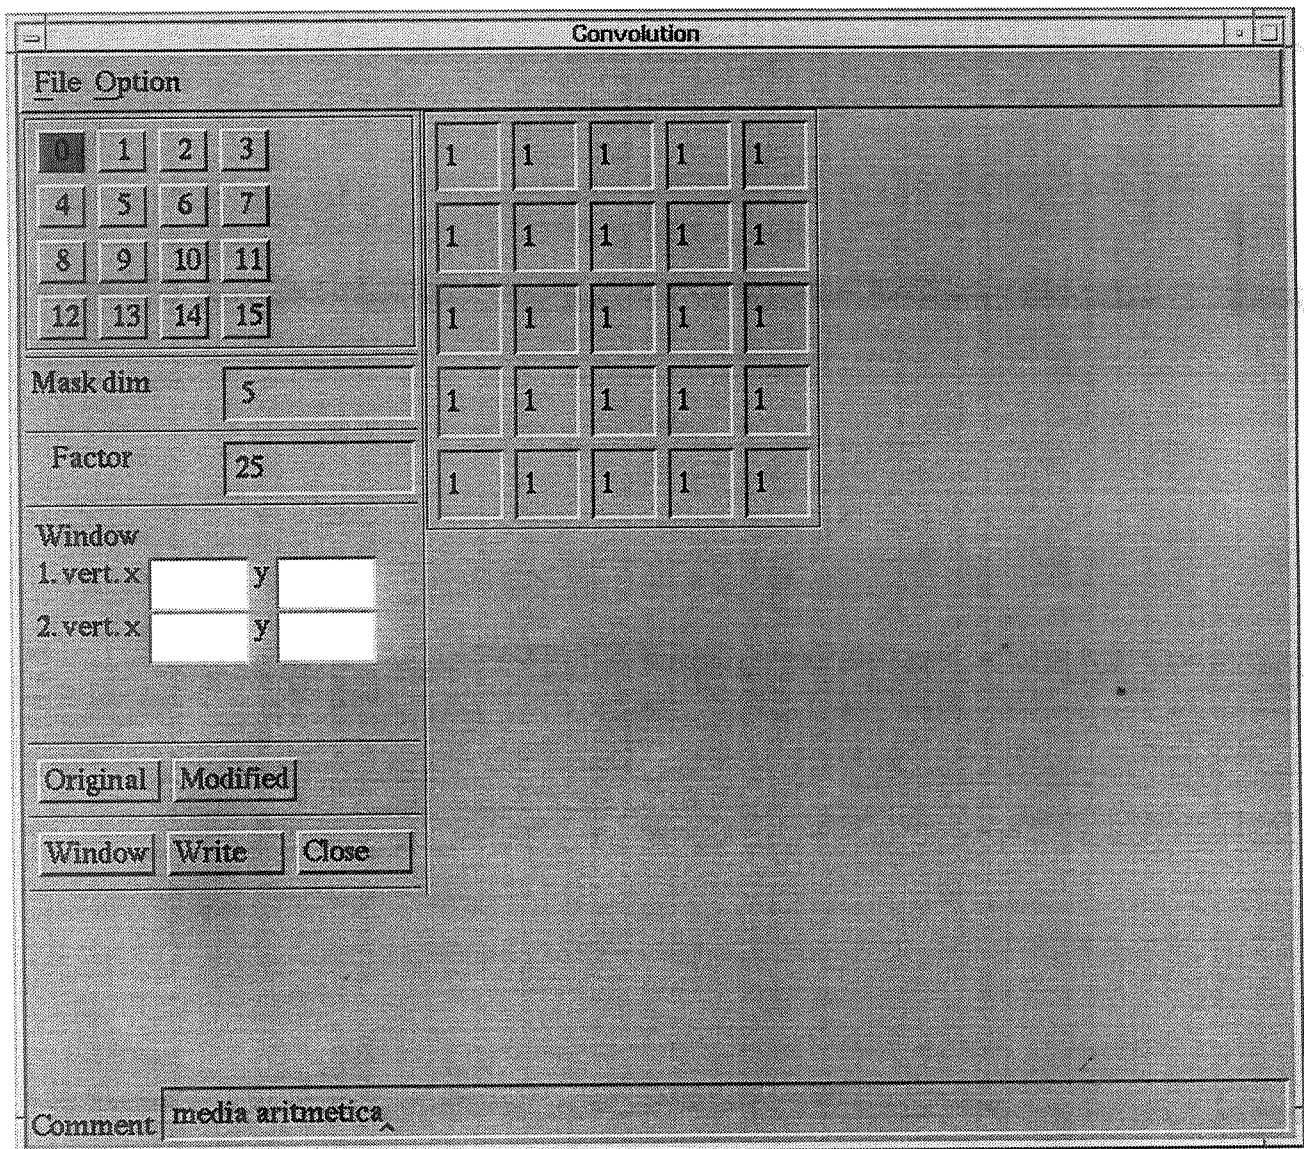 Convolution
File Option
0 1 2 3
4 5 6 7
8 9 10 11
12 13 14 15
Mask dim 5
Factor 25
Window
1. vert. x y
2. vert. x y
Original Modified
Window Write Close
1 1 1 1 1
1 1 1 1 1
1 1 1 1 1
1 1 1 1 1
1 1 1 1 1
Comment media aritmetica